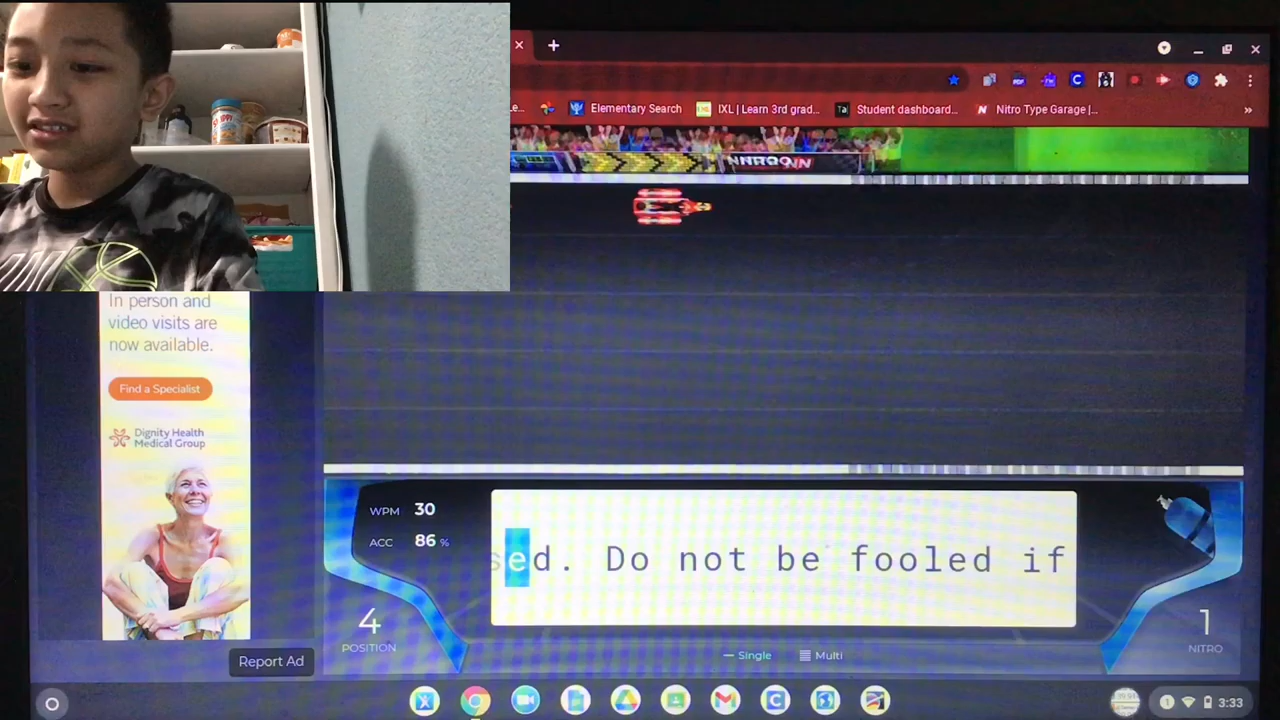 Elementary Search
IXL | Learn 3rd grad...
Student dashboard...
Nitro Type Garage |...
»
In person and
video visits are
now available.
Find a Specialist
Dignity Health
Medical Group
Report Ad
WPM 30
ACC 86 %
4
POSITION
sed. Do not be fooled if
1
NITRO
Single
Multi
3:33